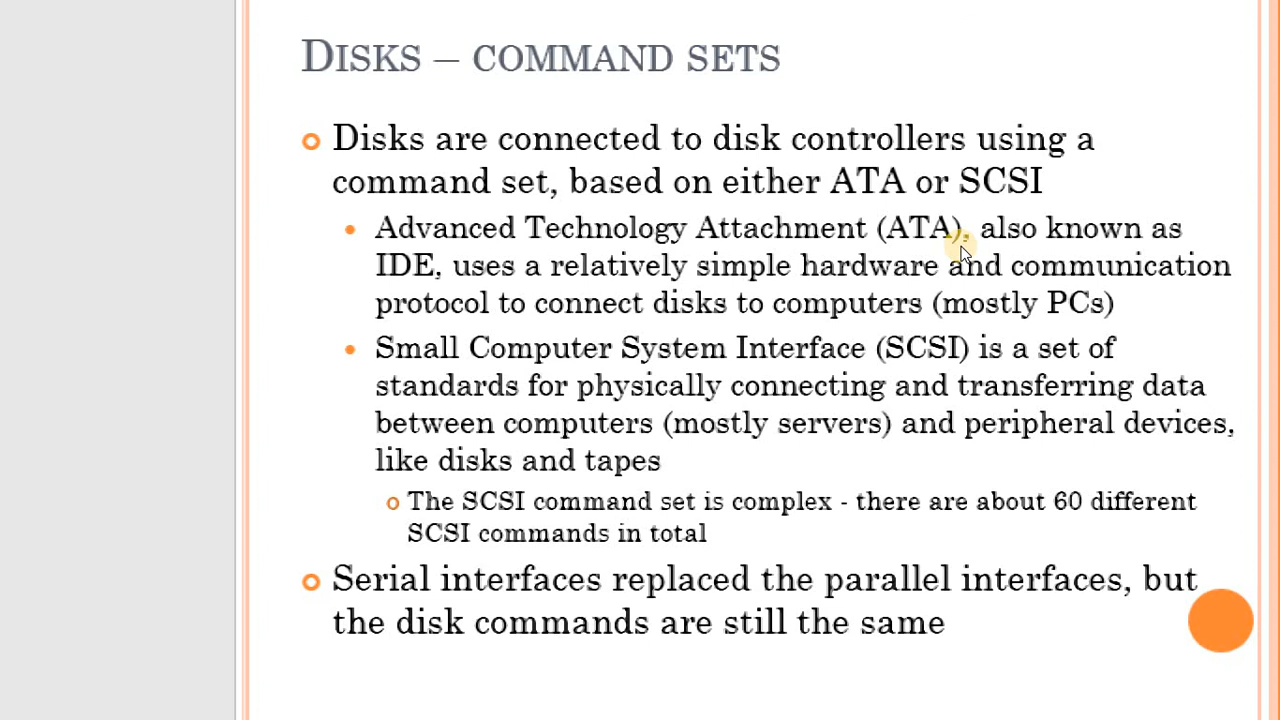 DISKS – COMMAND SETS
Disks are connected to disk controllers using a
command set, based on either ATA or SCSI
Advanced Technology Attachment (ATA), also known as
IDE, uses a relatively simple hardware and communication
protocol to connect disks to computers (mostly PCs)
Small Computer System Interface (SCSI) is a set of
standards for physically connecting and transferring data
between computers (mostly servers) and peripheral devices,
like disks and tapes
The SCSI command set is complex - there are about 60 different
SCSI commands in total
Serial interfaces replaced the parallel interfaces, but
the disk commands are still the same